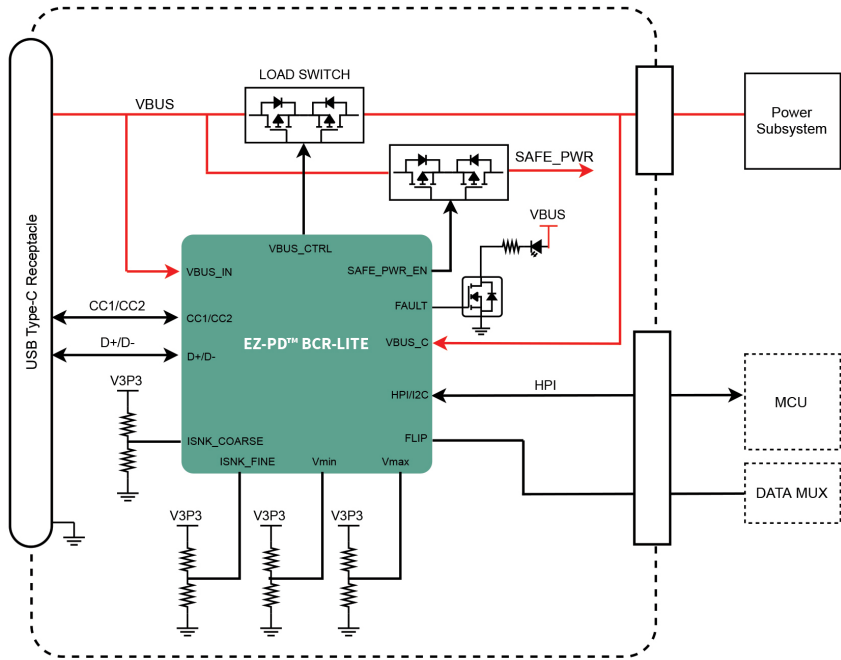 LOAD SWITCH
VBUS
Power
Subsystem
SAFE_PWR
VBUS
VBUS_CTRL
VBUS_IN
SAFE_PWR_EN
FAULT
CC1/CC2
CC1/CC2
USB Type-C Receptacle
EZ-PD™ BCR-LITE
VBUS_C
D+/D-
D+/D-
V3P3
HPI/I2C
HPI
MCU
ISNK_COARSE
FLIP
ISNK_FINE
Vmin
Vmax
DATA MUX
V3P3
V3P3
V3P3